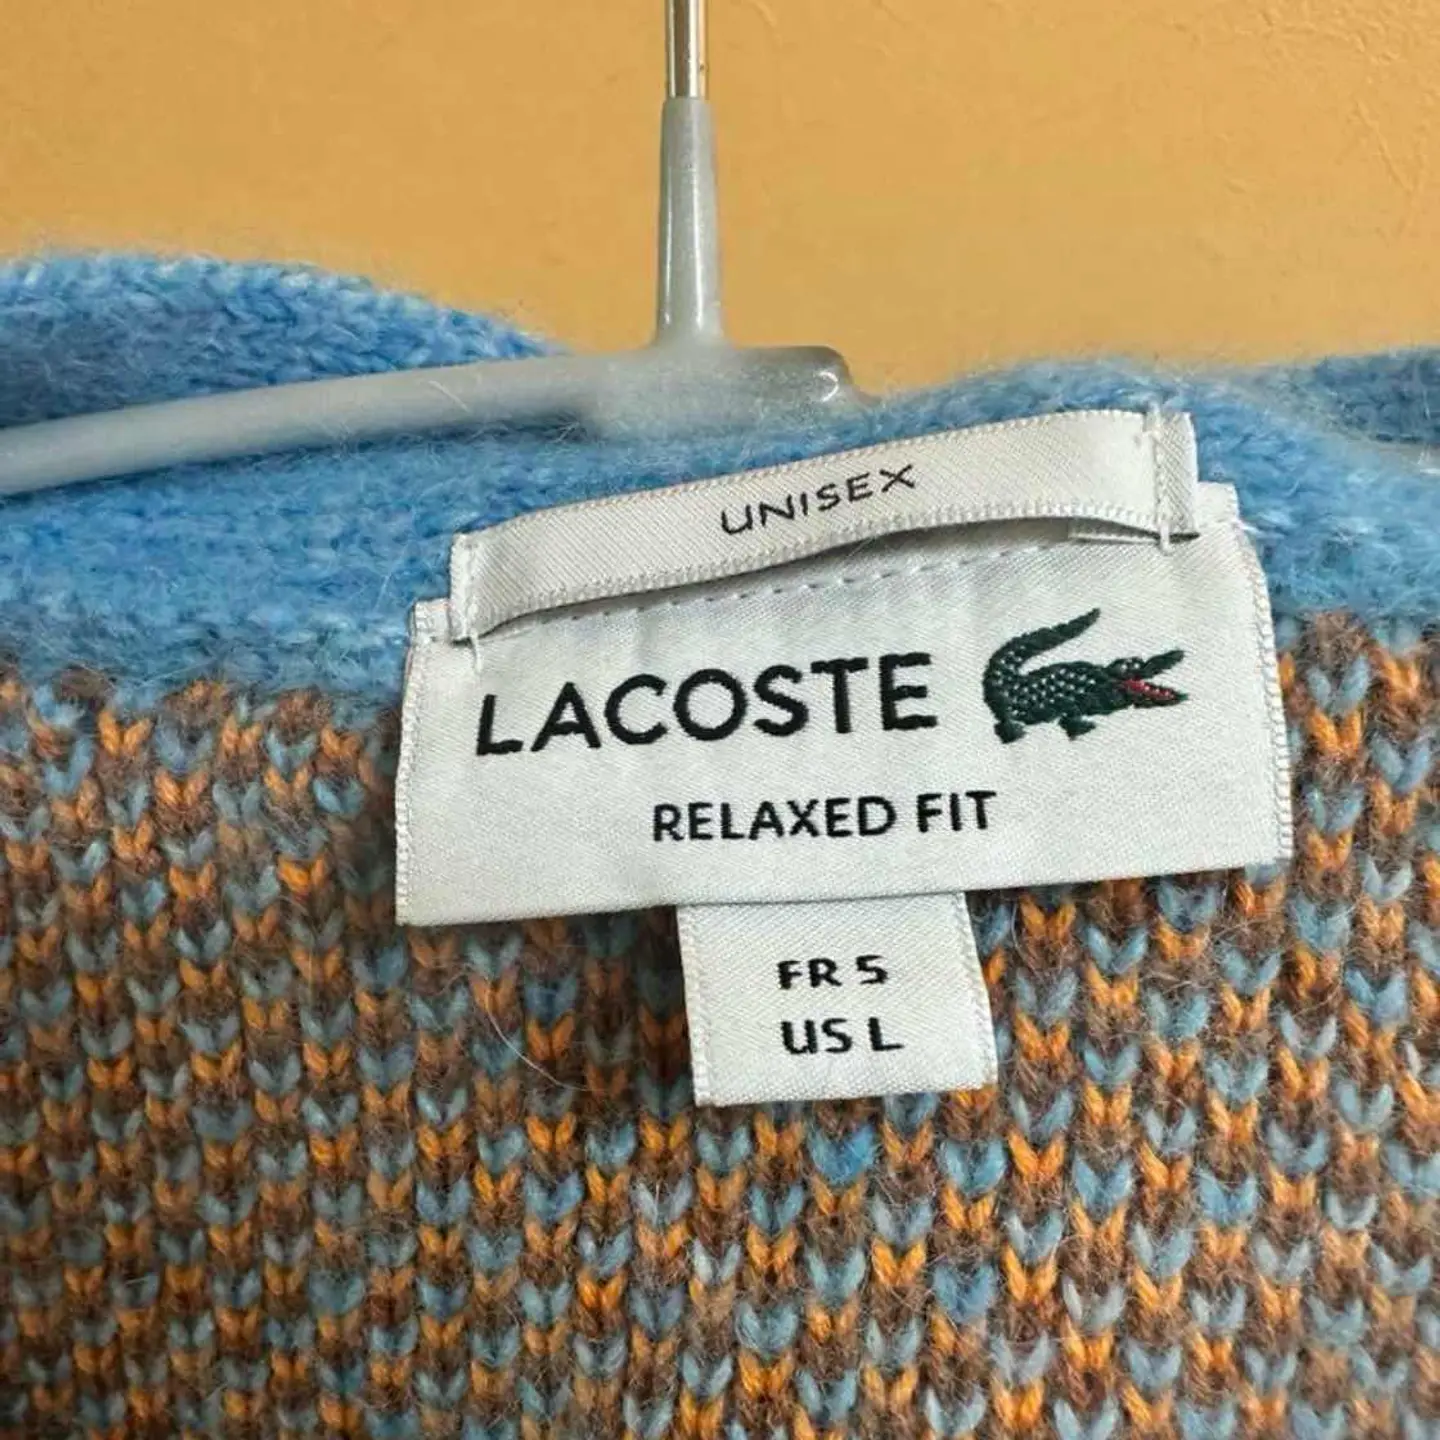 UNISEX
LACOSTE
RELAXED FIT
FR 5
US L